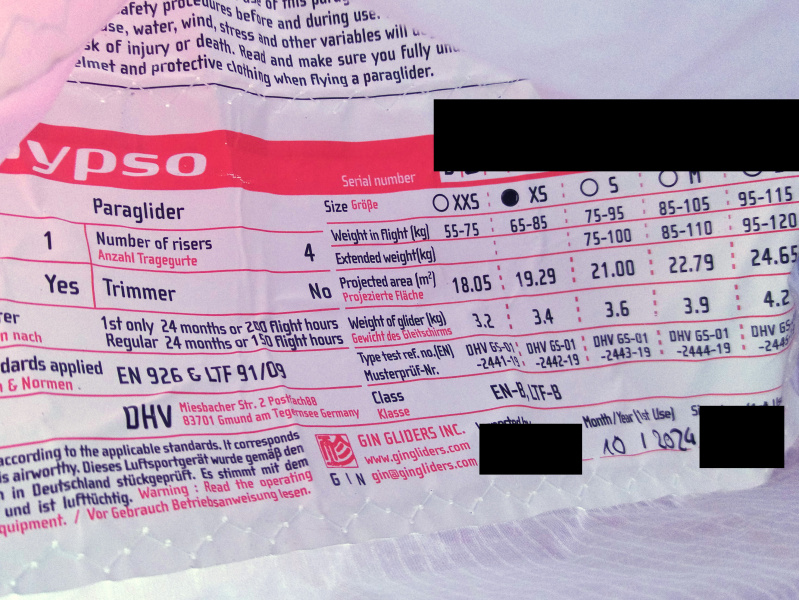 use of this
safety procedures before and during use.
use, water, wind, stress and other variables will
sk of injury or death. Read and make sure you fully
elmet and protective clothing when flying a paraglider.
ypso
Serial number
Paraglider
Size Größe XXS XS S M
1 Number of risers 4
Anzahl Tragegurte
Weight in flight (kg) 55-75 65-85 75-95 85-105 95-115
Extended weight(kg) 75-100 85-110 95-120
Yes Trimmer No
Projected area (m²) 18.05 19.29 21.00 22.79 24.65
Projezierte Fläche
1st only 24 months or 200 flight hours
n nach Regular 24 months or 150 flight hours
Weight of glider (kg) 3.2 3.4 3.6 3.9 4.2
Gewicht des Gleitschirms
Type test ref.no.(EN) DHV GS-01 DHV GS-01 DHV GS-01 DHV GS-01 DHV GS
Musterprüf-Nr. -2441-19 -2442-19 -2443-19 -2444-19 -2445
dards applied EN 926 & LTF 91/09
& Normen
Class EN-B, LTF-B
Klasse
DHV Miesbacher Str. 2 Postfach88
83701 Gmund am Tegernsee Germany
according to the applicable standards. It corresponds
is airworthy. Dieses Luftsportgerät wurde gemäß den
n in Deutschland stückgeprüft. Es stimmt mit dem
und ist lufttüchtig. Warning : Read the operating
quipment. / Vor Gebrauch Betriebsanweisung lesen.
GIN GLIDERS INC.
www.gingliders.com
GIN gin@gingliders.com
Month/Year (1st Use)
10 / 2024